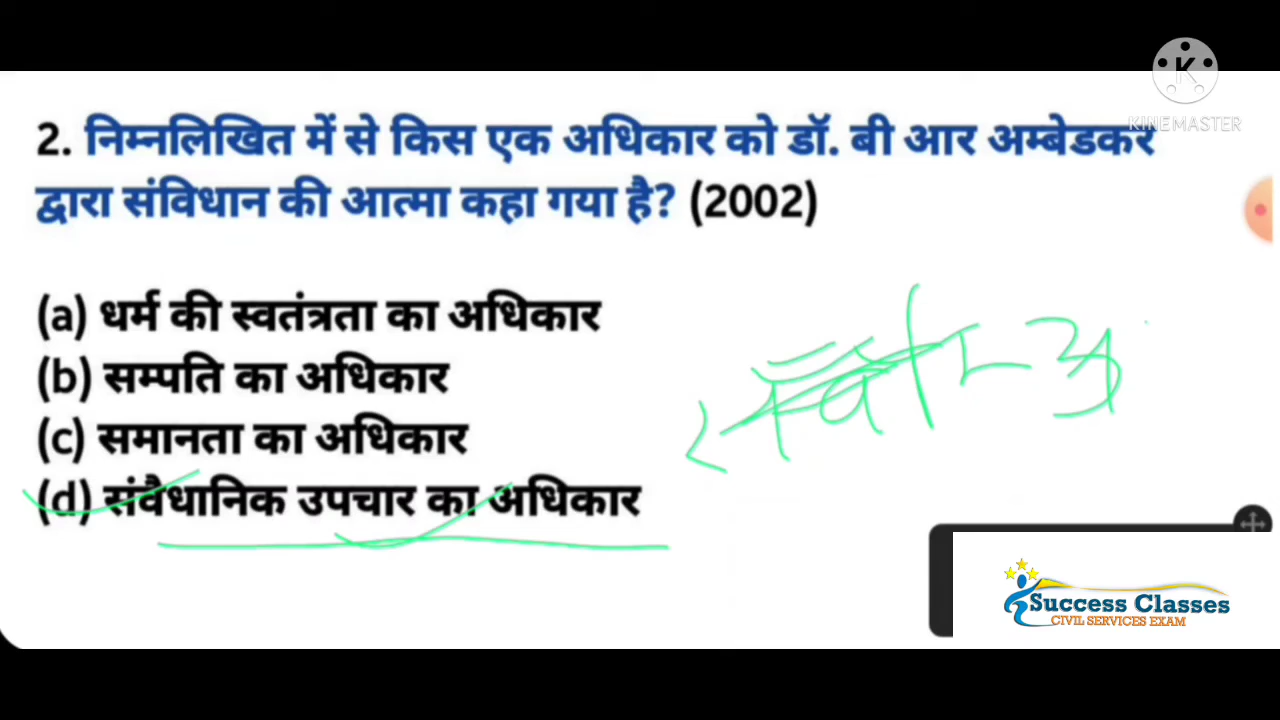 KINEMASTER
2. निम्नलिखित में से किस एक अधिकार को डॉ. बी आर अम्बेडकर
द्वारा संविधान की आत्मा कहा गया है? (2002)
(a) धर्म की स्वतंत्रता का अधिकार
(b) सम्पति का अधिकार
(c) समानता का अधिकार
(d) संवैधानिक उपचार का अधिकार
Success Classes
CIVIL SERVICES EXAM